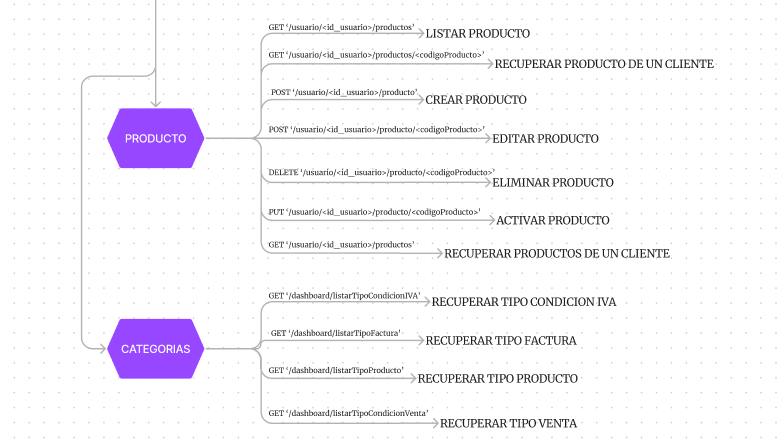 GET ‘/usuario/<id_usuario>/productos’
LISTAR PRODUCTO
GET ‘/usuario/<id_usuario>/productos/<codigoProducto>’
RECUPERAR PRODUCTO DE UN CLIENTE
POST ‘/usuario/<id_usuario>/producto’
CREAR PRODUCTO
PRODUCTO
POST ‘/usuario/<id_usuario>/producto/<codigoProducto>’
EDITAR PRODUCTO
DELETE ‘/usuario/<id_usuario>/producto/<codigoProducto>’
ELIMINAR PRODUCTO
PUT ‘/usuario/<id_usuario>/producto/<codigoProducto>’
ACTIVAR PRODUCTO
GET ‘/usuario/<id_usuario>/productos’
RECUPERAR PRODUCTOS DE UN CLIENTE
CATEGORIAS
GET ‘/dashboard/listarTipoCondicionIVA’
RECUPERAR TIPO CONDICION IVA
GET ‘/dashboard/listarTipoFactura’
RECUPERAR TIPO FACTURA
GET ‘/dashboard/listarTipoProducto’
RECUPERAR TIPO PRODUCTO
GET ‘/dashboard/listarTipoCondicionVenta’
RECUPERAR TIPO VENTA